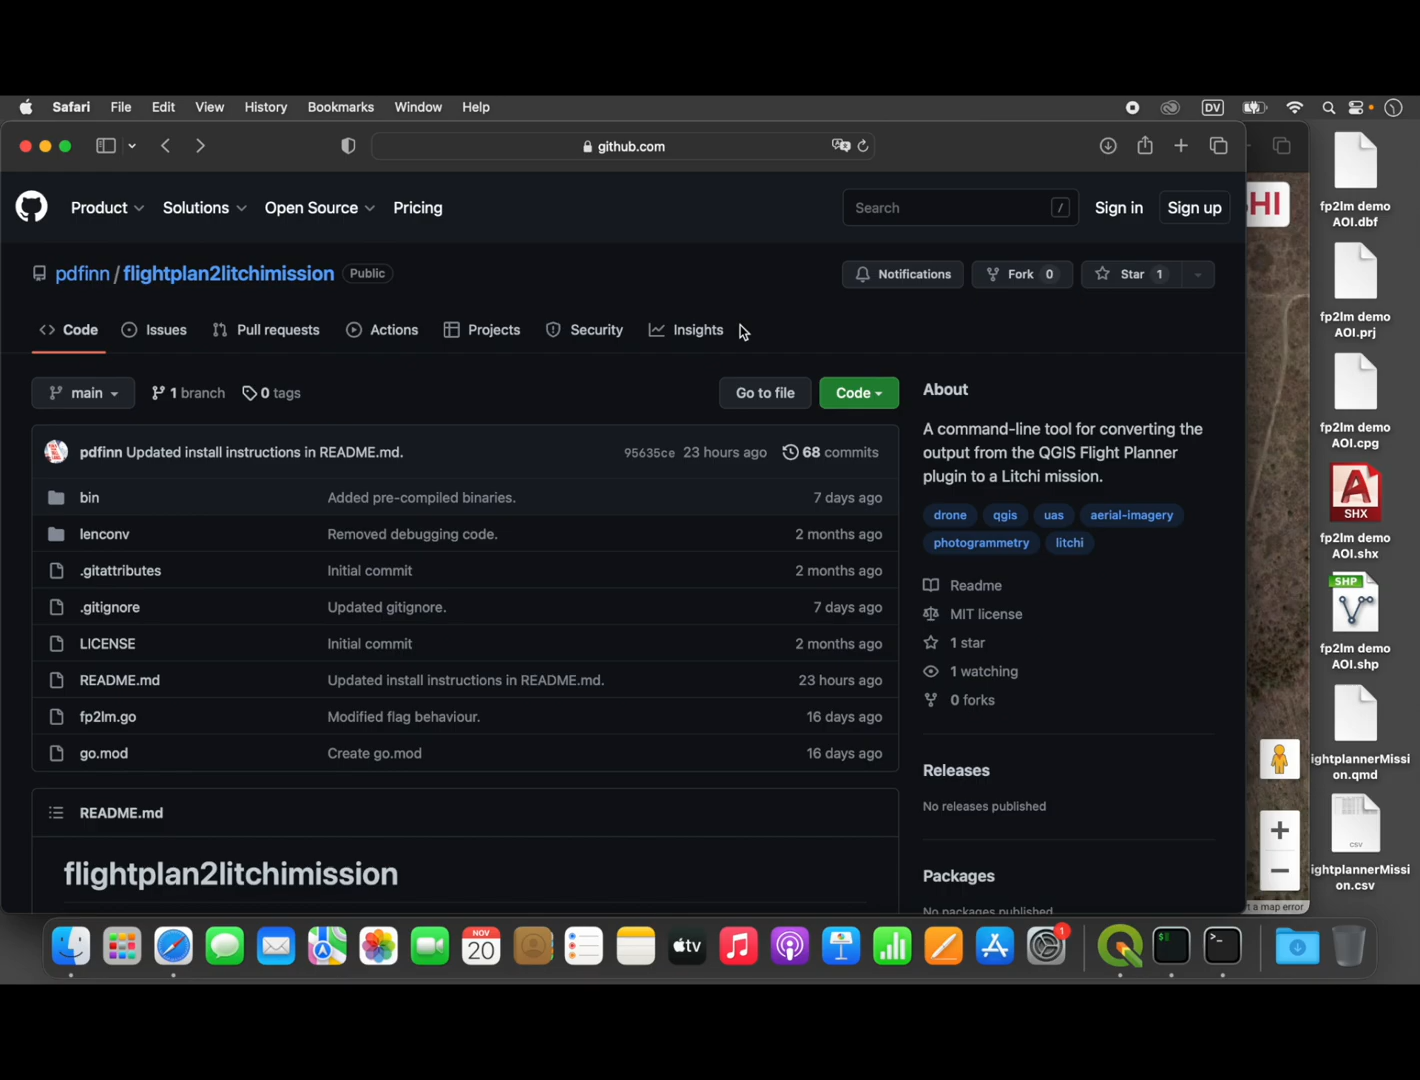 Safari File Edit View History Bookmarks Window Help
DV
github.com
Product Solutions Open Source Pricing
Search /
Sign in Sign up
pdfinn / flightplan2litchimission Public
Notifications Fork 0 Star 1
Code Issues Pull requests Actions Projects Security Insights
main 1 branch 0 tags
Go to file Code
pdfinn Updated install instructions in README.md. 95635ce 23 hours ago 68 commits
bin Added pre-compiled binaries. 7 days ago
lenconv Removed debugging code. 2 months ago
.gitattributes Initial commit 2 months ago
.gitignore Updated gitignore. 7 days ago
LICENSE Initial commit 2 months ago
README.md Updated install instructions in README.md. 23 hours ago
fp2lm.go Modified flag behaviour. 16 days ago
go.mod Create go.mod 16 days ago
README.md
flightplan2litchimission
About
A command-line tool for converting the
output from the QGIS Flight Planner
plugin to a Litchi mission.
drone qgis uas aerial-imagery
photogrammetry litchi
Readme
MIT license
1 star
1 watching
0 forks
Releases
No releases published
Packages
No packages published
HI
+
−
t a map error
fp2lm demo
AOI.dbf
fp2lm demo
AOI.prj
fp2lm demo
AOI.cpg
A
SHX
fp2lm demo
AOI.shx
SHP
fp2lm demo
AOI.shp
ightplannerMissi
on.qmd
csv
ightplannerMissi
on.csv
NOV
20
tv
1
$
>_